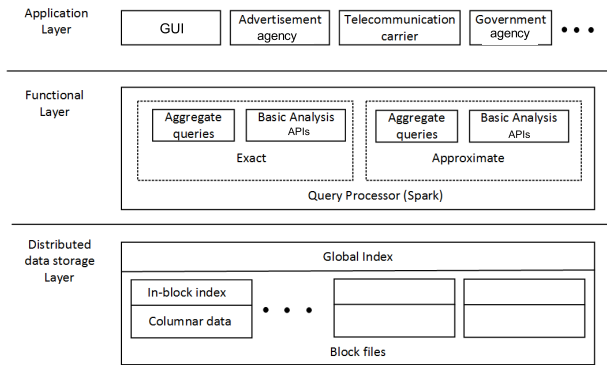 Application
Layer
GUI
Advertisement
agency
Telecommunication
carrier
Government
agency
Functional
Layer
Aggregate
queries
Basic Analysis
APIs
Exact
Aggregate
queries
Basic Analysis
APIs
Approximate
Query Processor (Spark)
Distributed
data storage
Layer
Global Index
In-block index
Columnar data
Block files